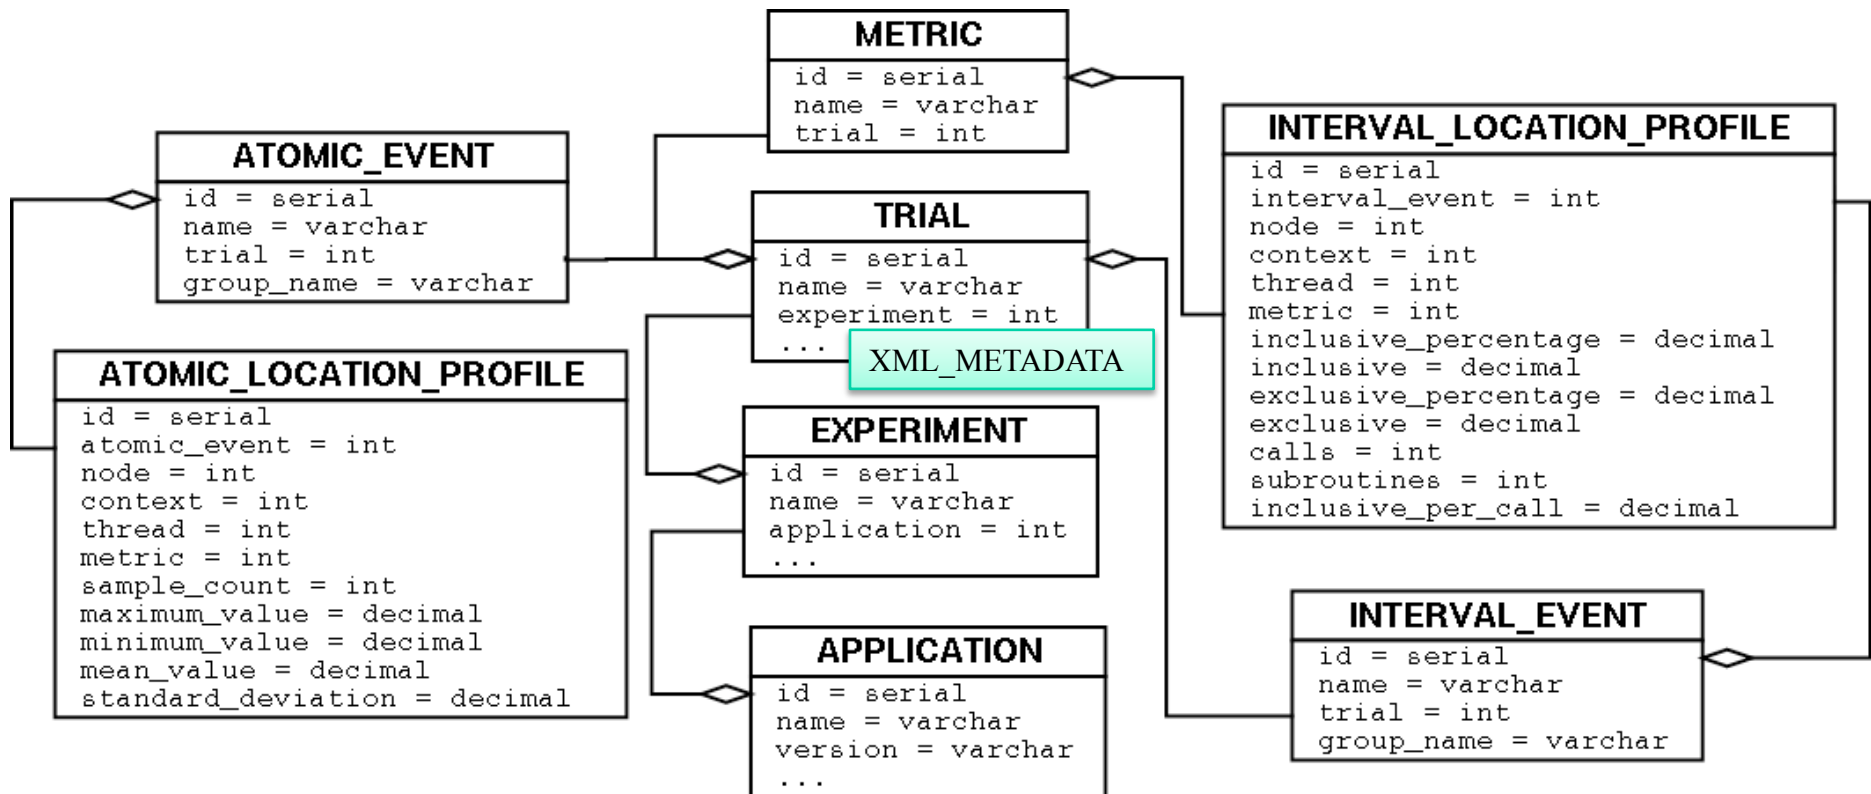 METRIC
id = serial
name = varchar
trial = int
ATOMIC_EVENT
id = serial
name = varchar
trial = int
group_name = varchar
TRIAL
id = serial
name = varchar
experiment = int
...
XML_METADATA
INTERVAL_LOCATION_PROFILE
id = serial
interval_event = int
node = int
context = int
thread = int
metric = int
inclusive_percentage = decimal
inclusive = decimal
exclusive_percentage = decimal
exclusive = decimal
calls = int
subroutines = int
inclusive_per_call = decimal
ATOMIC_LOCATION_PROFILE
id = serial
atomic_event = int
node = int
context = int
thread = int
metric = int
sample_count = int
maximum_value = decimal
minimum_value = decimal
mean_value = decimal
standard_deviation = decimal
EXPERIMENT
id = serial
name = varchar
application = int
...
APPLICATION
id = serial
name = varchar
version = varchar
...
INTERVAL_EVENT
id = serial
name = varchar
trial = int
group_name = varchar